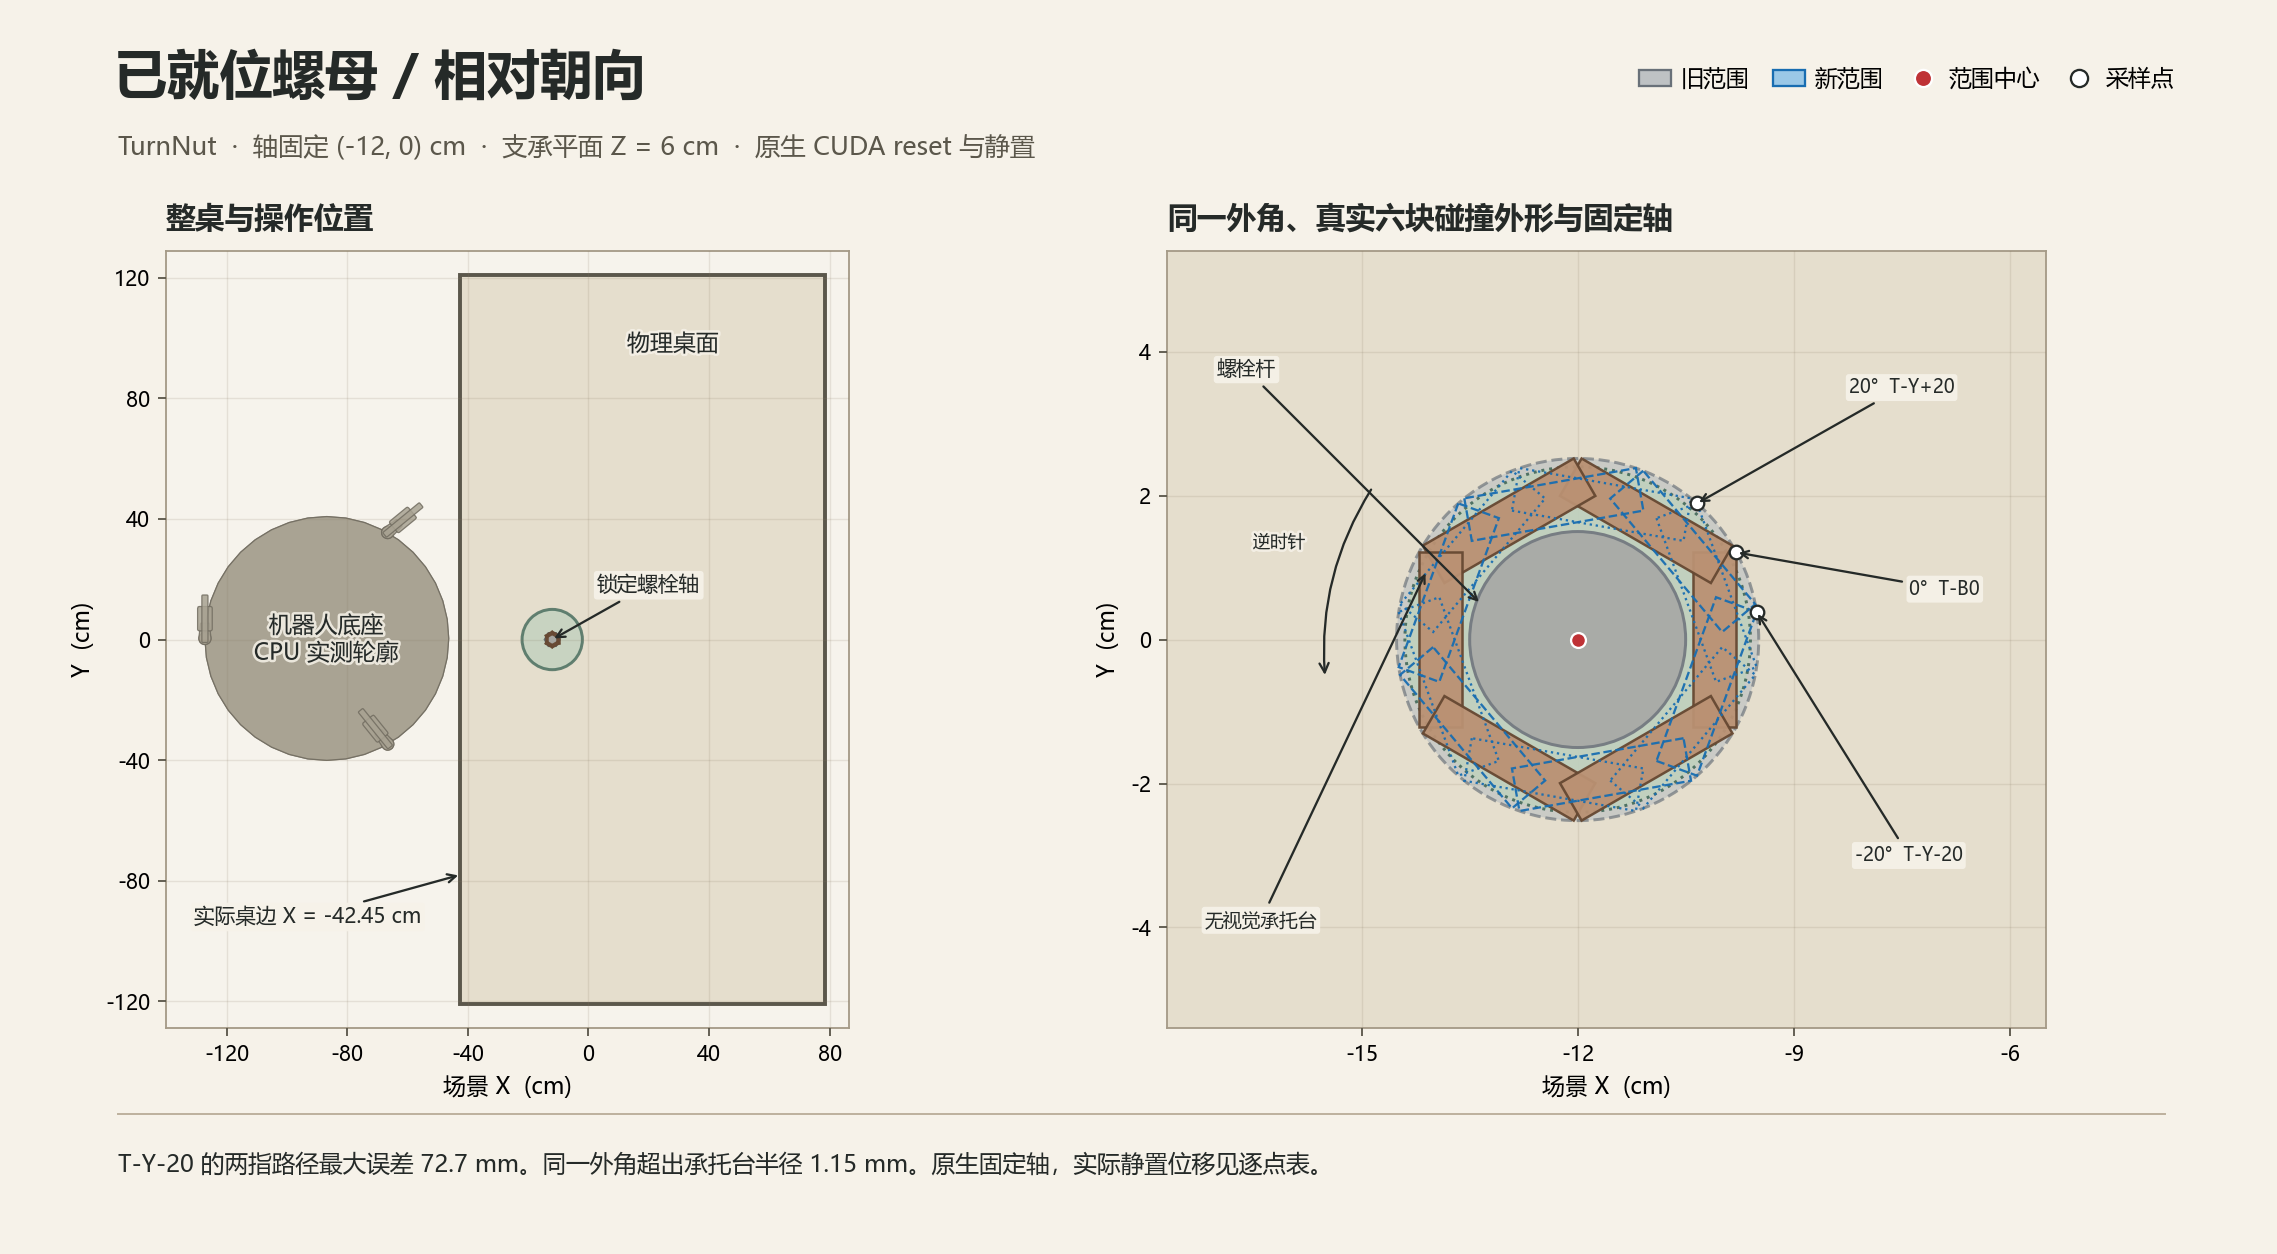 已就位螺母 / 相对朝向
旧范围
新范围
范围中心
采样点
TurnNut · 轴固定 (-12, 0) cm · 支承平面 Z = 6 cm · 原生 CUDA reset 与静置
整桌与操作位置
120
80
40
0
-40
-80
-120
Y (cm)
物理桌面
锁定螺栓轴
机器人底座
CPU 实测轮廓
实际桌边 X = -42.45 cm
-120
-80
-40
0
40
80
场景 X (cm)
同一外角、真实六块碰撞外形与固定轴
4
2
0
-2
-4
Y (cm)
螺栓杆
20° T-Y+20
逆时针
0° T-B0
-20° T-Y-20
无视觉承托台
-15
-12
-9
-6
场景 X (cm)
T-Y-20 的两指路径最大误差 72.7 mm。同一外角超出承托台半径 1.15 mm。原生固定轴，实际静置位移见逐点表。